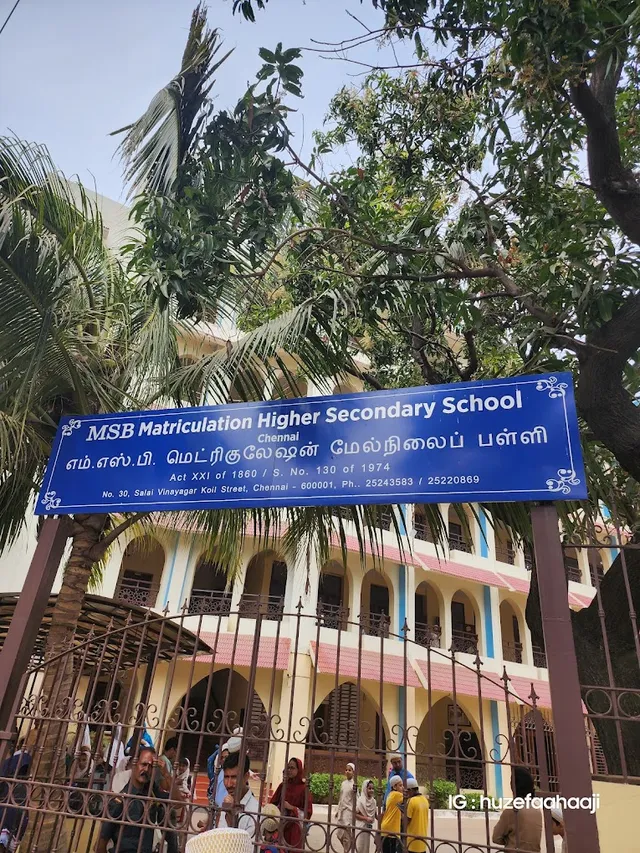 MSB Matriculation Higher Secondary School
Chennai
எம்.எஸ்.பி. மெட்ரிகுலேஷன் மேல்நிலைப் பள்ளி
Act XXI of 1860 / S. No. 130 of 1974
No. 30, Salai Vinayagar Koil Street, Chennai - 600001, Ph.. 25243583 / 25220869
IG : huzefaahaaji